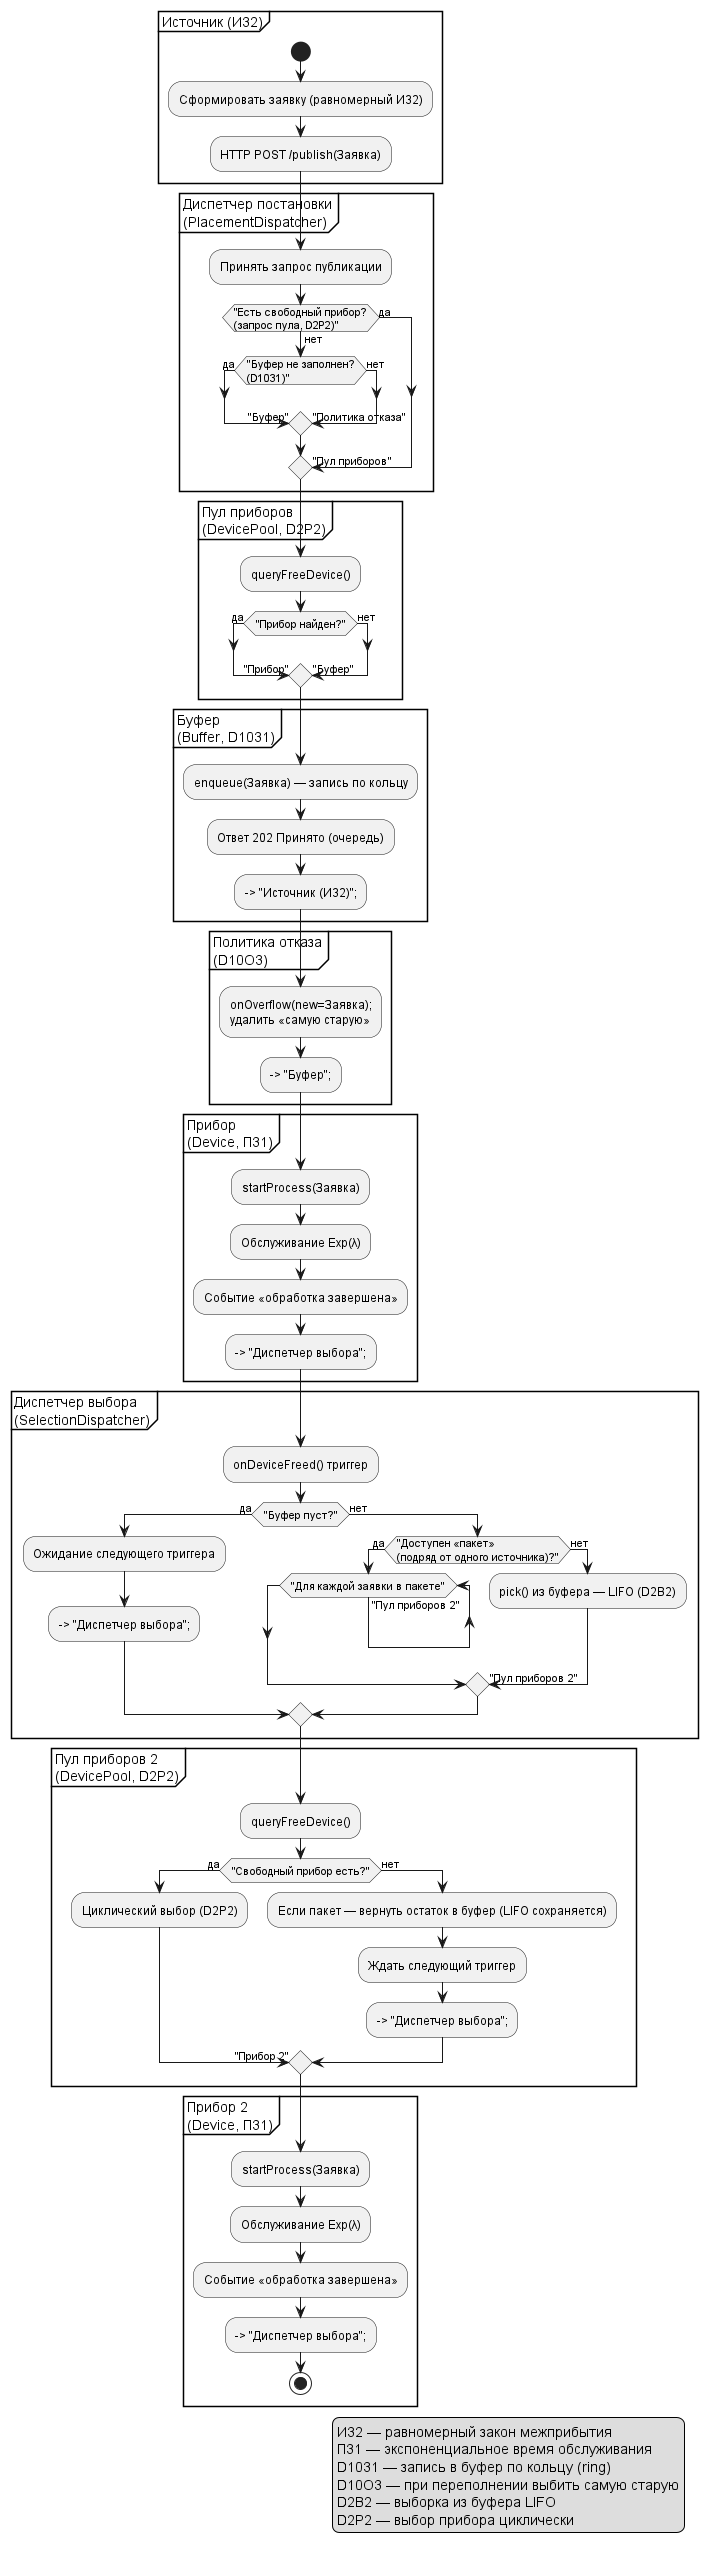 Источник (ИЗ2)
Сформировать заявку (равномерный ИЗ2)
HTTP POST /publish(Заявка)
Диспетчер постановки
(PlacementDispatcher)
Принять запрос публикации
"Есть свободный прибор?
(запрос пула, D2P2)"
да
нет
"Буфер не заполнен?
(D1031)"
да
нет
"Буфер"
"Политика отказа"
"Пул приборов"
Пул приборов
(DevicePool, D2P2)
queryFreeDevice()
"Прибор найден?"
да
нет
"Прибор"
"Буфер"
Буфер
(Buffer, D1031)
enqueue(Заявка) — запись по кольцу
Ответ 202 Принято (очередь)
-> "Источник (ИЗ2)";
Политика отказа
(D10O3)
onOverflow(new=Заявка);
удалить «самую старую»
-> "Буфер";
Прибор
(Device, ПЗ1)
startProcess(Заявка)
Обслуживание Exp(λ)
Событие «обработка завершена»
-> "Диспетчер выбора";
Диспетчер выбора
(SelectionDispatcher)
onDeviceFreed() триггер
"Буфер пуст?"
да
нет
Ожидание следующего триггера
-> "Диспетчер выбора";
"Доступен «пакет»
(подряд от одного источника)?"
да
нет
"Для каждой заявки в пакете"
"Пул приборов 2"
pick() из буфера — LIFO (D2B2)
"Пул приборов 2"
Пул приборов 2
(DevicePool, D2P2)
queryFreeDevice()
"Свободный прибор есть?"
да
нет
Циклический выбор (D2P2)
Если пакет — вернуть остаток в буфер (LIFO сохраняется)
Ждать следующий триггер
-> "Диспетчер выбора";
"Прибор 2"
Прибор 2
(Device, ПЗ1)
startProcess(Заявка)
Обслуживание Exp(λ)
Событие «обработка завершена»
-> "Диспетчер выбора";
ИЗ2 — равномерный закон межприбытия
ПЗ1 — экспоненциальное время обслуживания
D1031 — запись в буфер по кольцу (ring)
D10O3 — при переполнении выбить самую старую
D2B2 — выборка из буфера LIFO
D2P2 — выбор прибора циклически